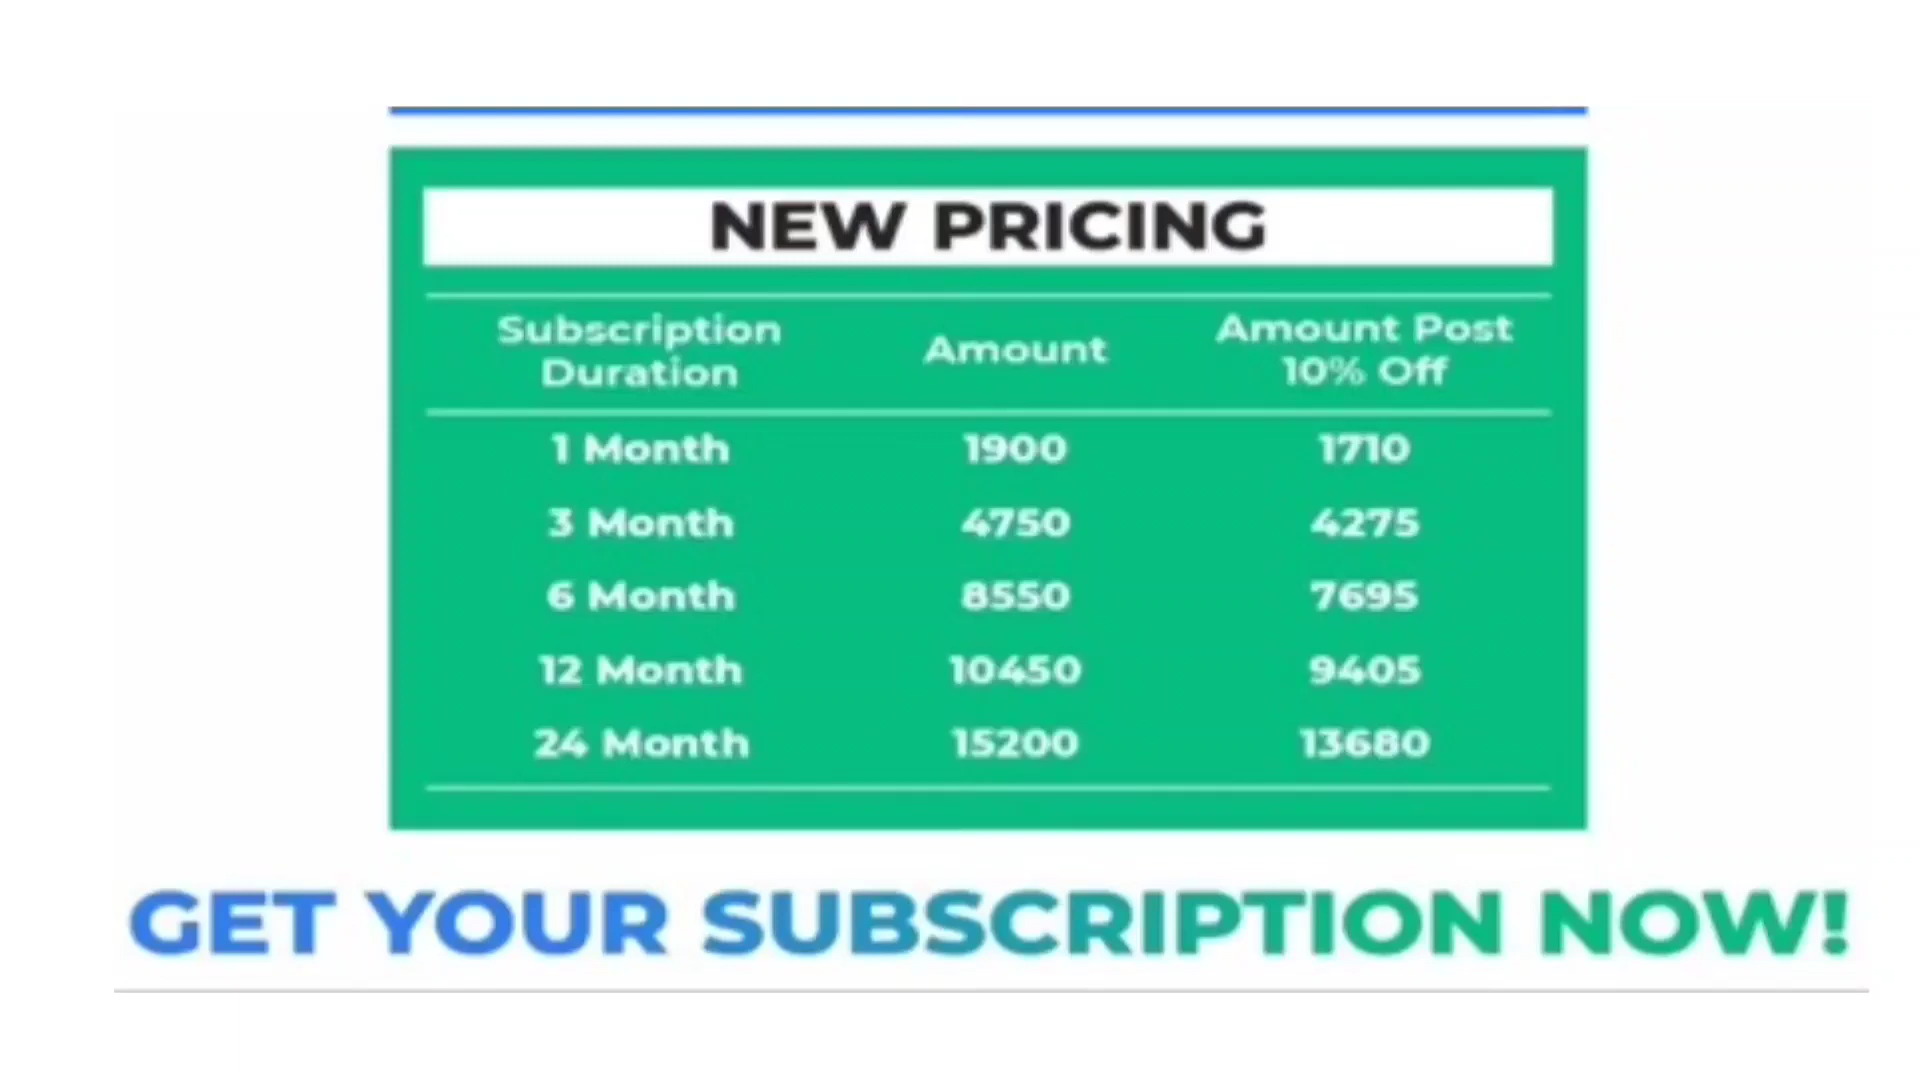 NEW PRICING
Subscription Duration Amount Amount Post 10% Off
1 Month 1900 1710
3 Month 4750 4275
6 Month 8550 7695
12 Month 10450 9405
24 Month 15200 13680
GET YOUR SUBSCRIPTION NOW!